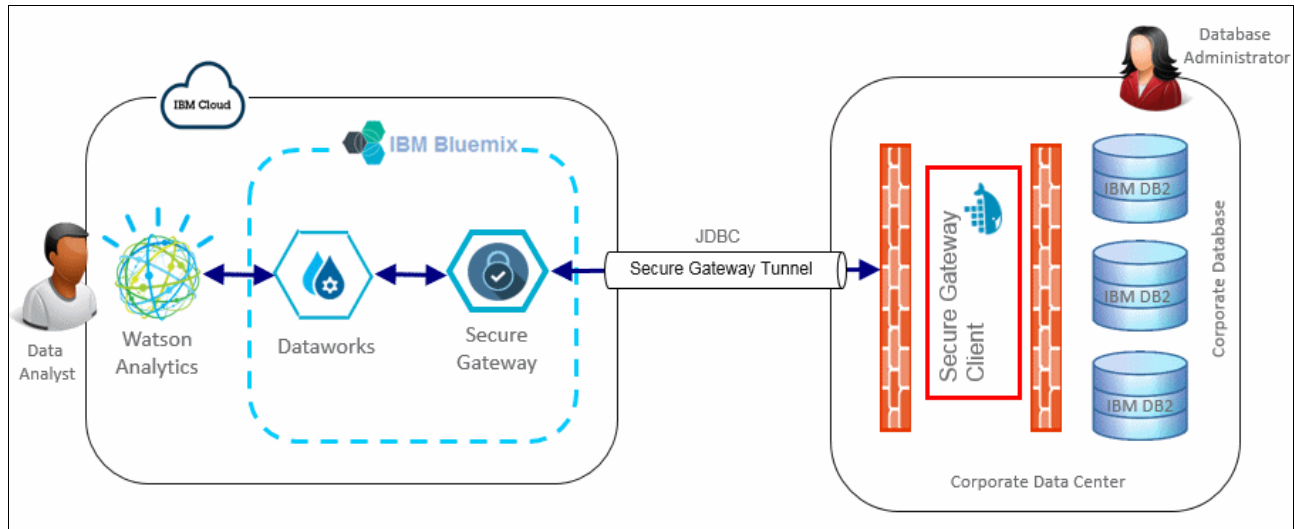 Database
Administrator
IBM Cloud
IBM Bluemix
IBM DB2
JDBC
Secure Gateway Tunnel
Secure Gateway
Client
IBM DB2
Corporate Database
Watson
Analytics
Dataworks
Secure
Gateway
Data
Analyst
IBM DB2
Corporate Data Center